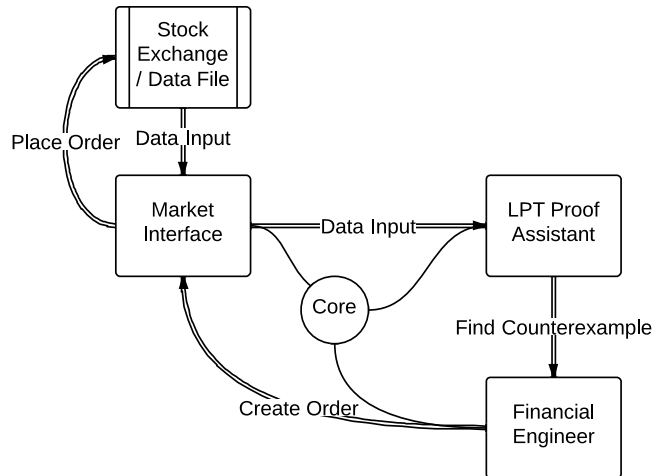 Stock
Exchange
/ Data File
Place Order
Data Input
Market
Interface
Data Input
LPT Proof
Assistant
Core
Find Counterexample
Create Order
Financial
Engineer